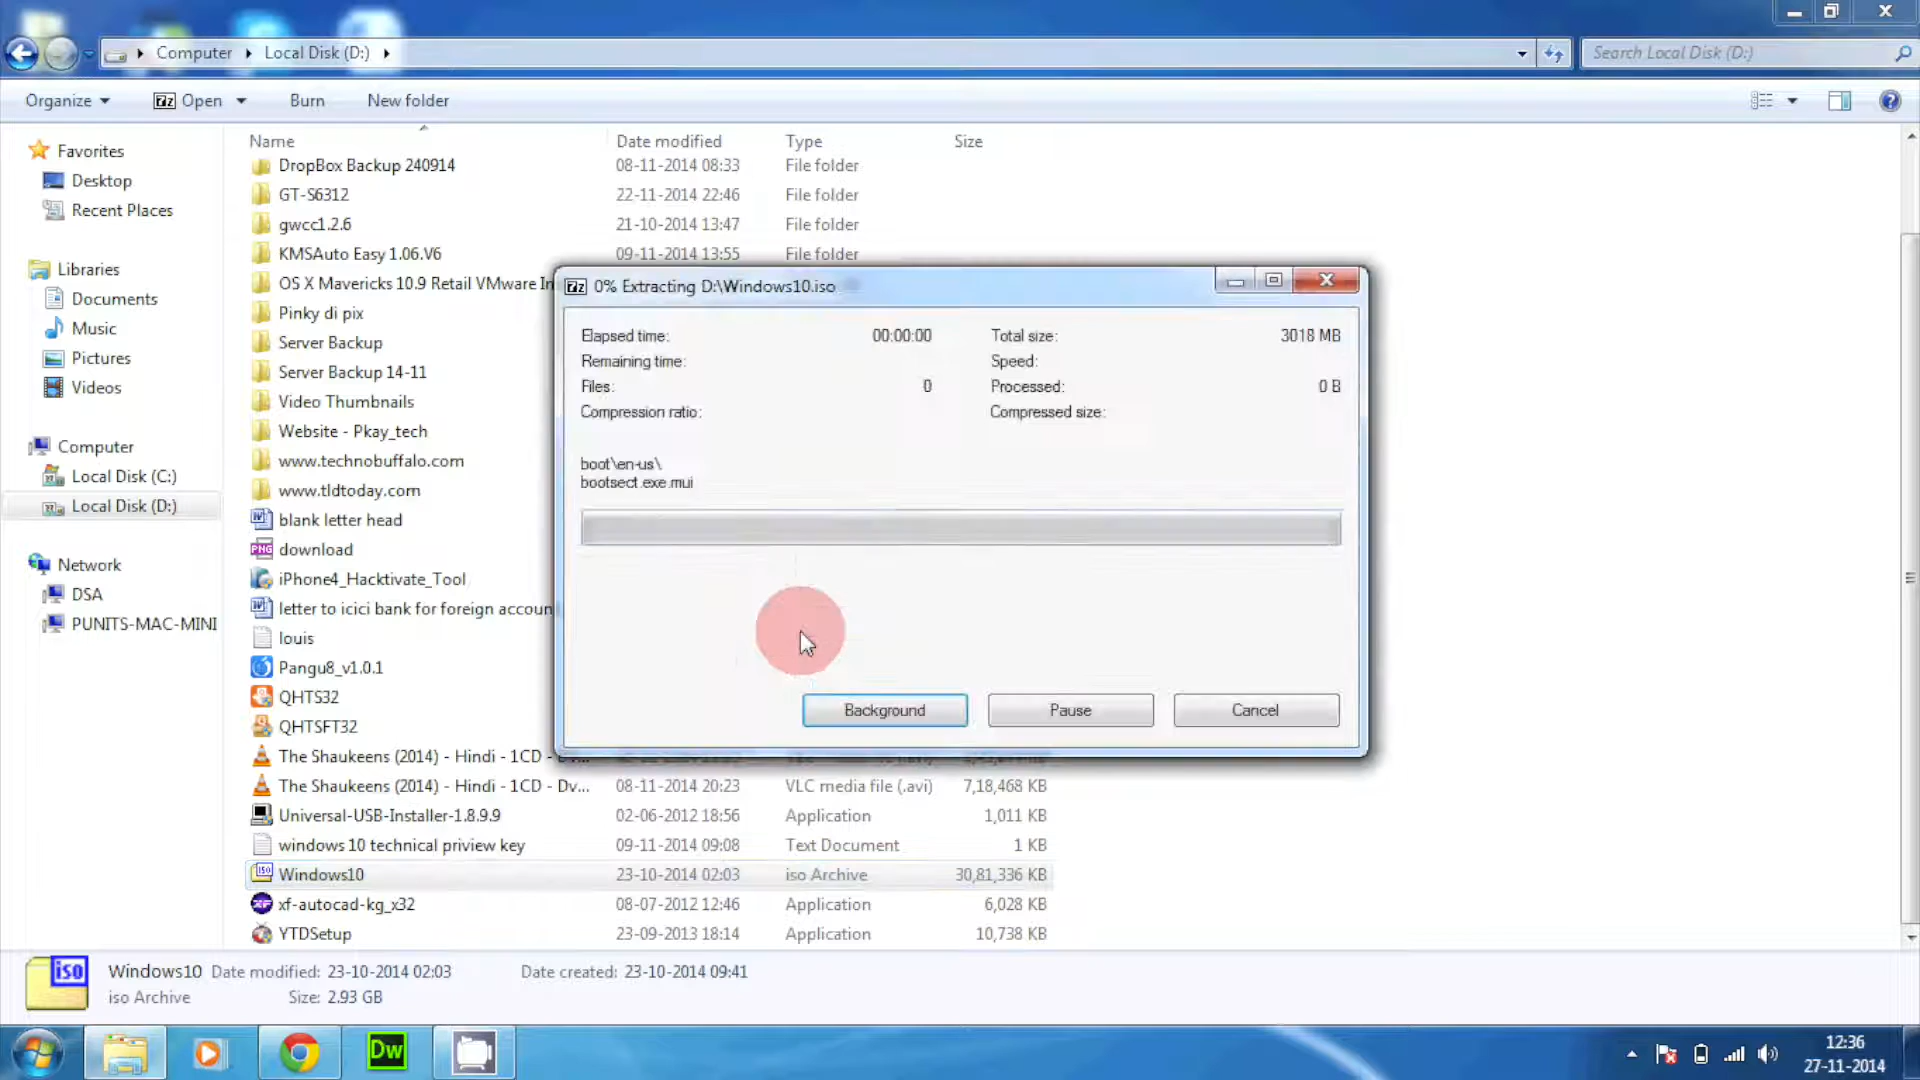 Computer
Local Disk (D:)
Search Local Disk (D:)
Organize
Open
Burn
New folder
Favorites
Desktop
Recent Places
Libraries
Documents
Music
Pictures
Videos
Computer
Local Disk (C:)
Local Disk (D:)
Network
DSA
PUNITS-MAC-MINI
Name Date modified Type Size
DropBox Backup 240914 08-11-2014 08:33 File folder
GT-S6312 22-11-2014 22:46 File folder
gwcc1.2.6 21-10-2014 13:47 File folder
KMSAuto Easy 1.06.V6 09-11-2014 13:55 File folder
OS X Mavericks 10.9 Retail VMware
Pinky di pix
Server Backup
Server Backup 14-11
Video Thumbnails
Website - Pkay_tech
www.technobuffalo.com
www.tldtoday.com
blank letter head
download
iPhone4_Hacktivate_Tool
letter to icici bank for foreign
louis
Pangu8_v1.0.1
QHTS32
QHTSFT32
The Shaukeens (2014) - Hindi - 1CD -
The Shaukeens (2014) - Hindi - 1CD - Dv... 08-11-2014 20:23 VLC media file (.avi) 7,18,468 KB
Universal-USB-Installer-1.8.9.9 02-06-2012 18:56 Application 1,011 KB
windows 10 technical priview key 09-11-2014 09:08 Text Document 1 KB
Windows10 23-10-2014 02:03 iso Archive 30,81,336 KB
xf-autocad-kg_x32 08-07-2012 12:46 Application 6,028 KB
YTDSetup 23-09-2013 18:14 Application 10,738 KB
7z 0% Extracting D:\Windows10.iso
Elapsed time: 00:00:00 Total size: 3018 MB
Remaining time: Speed:
Files: 0 Processed: 0 B
Compression ratio: Compressed size:
boot\en-us\
bootsect.exe.mui
Background
Pause
Cancel
iso
Windows10 Date modified: 23-10-2014 02:03 Date created: 23-10-2014 09:41
iso Archive Size: 2.93 GB
Dw
12:36
27-11-2014